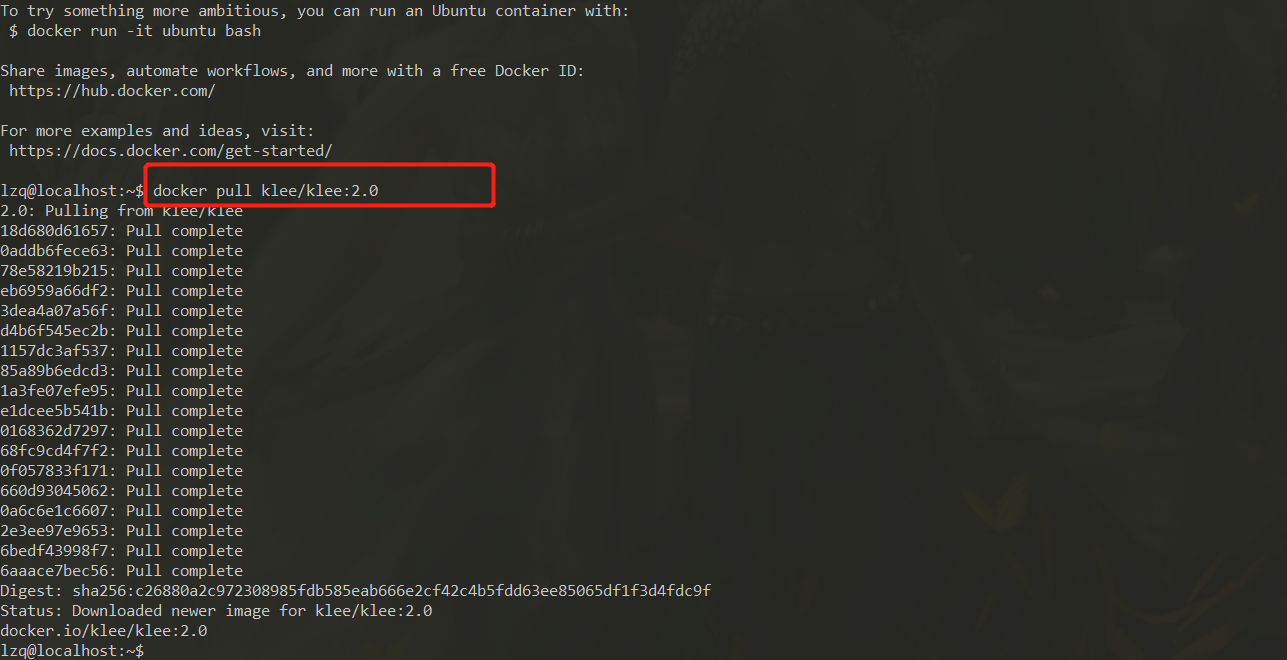 To try something more ambitious, you can run an Ubuntu container with:
 $ docker run -it ubuntu bash
Share images, automate workflows, and more with a free Docker ID:
 https://hub.docker.com/
For more examples and ideas, visit:
 https://docs.docker.com/get-started/
lzq@localhost:~$ docker pull klee/klee:2.0
2.0: Pulling from klee/klee
18d680d61657: Pull complete
0addb6fece63: Pull complete
78e58219b215: Pull complete
eb6959a66df2: Pull complete
3dea4a07a56f: Pull complete
d4b6f545ec2b: Pull complete
1157dc3af537: Pull complete
85a89b6edcd3: Pull complete
1a3fe07efe95: Pull complete
e1dcee5b541b: Pull complete
0168362d7297: Pull complete
68fc9cd4f7f2: Pull complete
0f057833f171: Pull complete
660d93045062: Pull complete
0a6c6e1c6607: Pull complete
2e3ee97e9653: Pull complete
6bedf43998f7: Pull complete
6aaace7bec56: Pull complete
Digest: sha256:c26880a2c972308985fdb585eab666e2cf42c4b5fdd63ee85065df1f3d4fdc9f
Status: Downloaded newer image for klee/klee:2.0
docker.io/klee/klee:2.0
lzq@localhost:~$